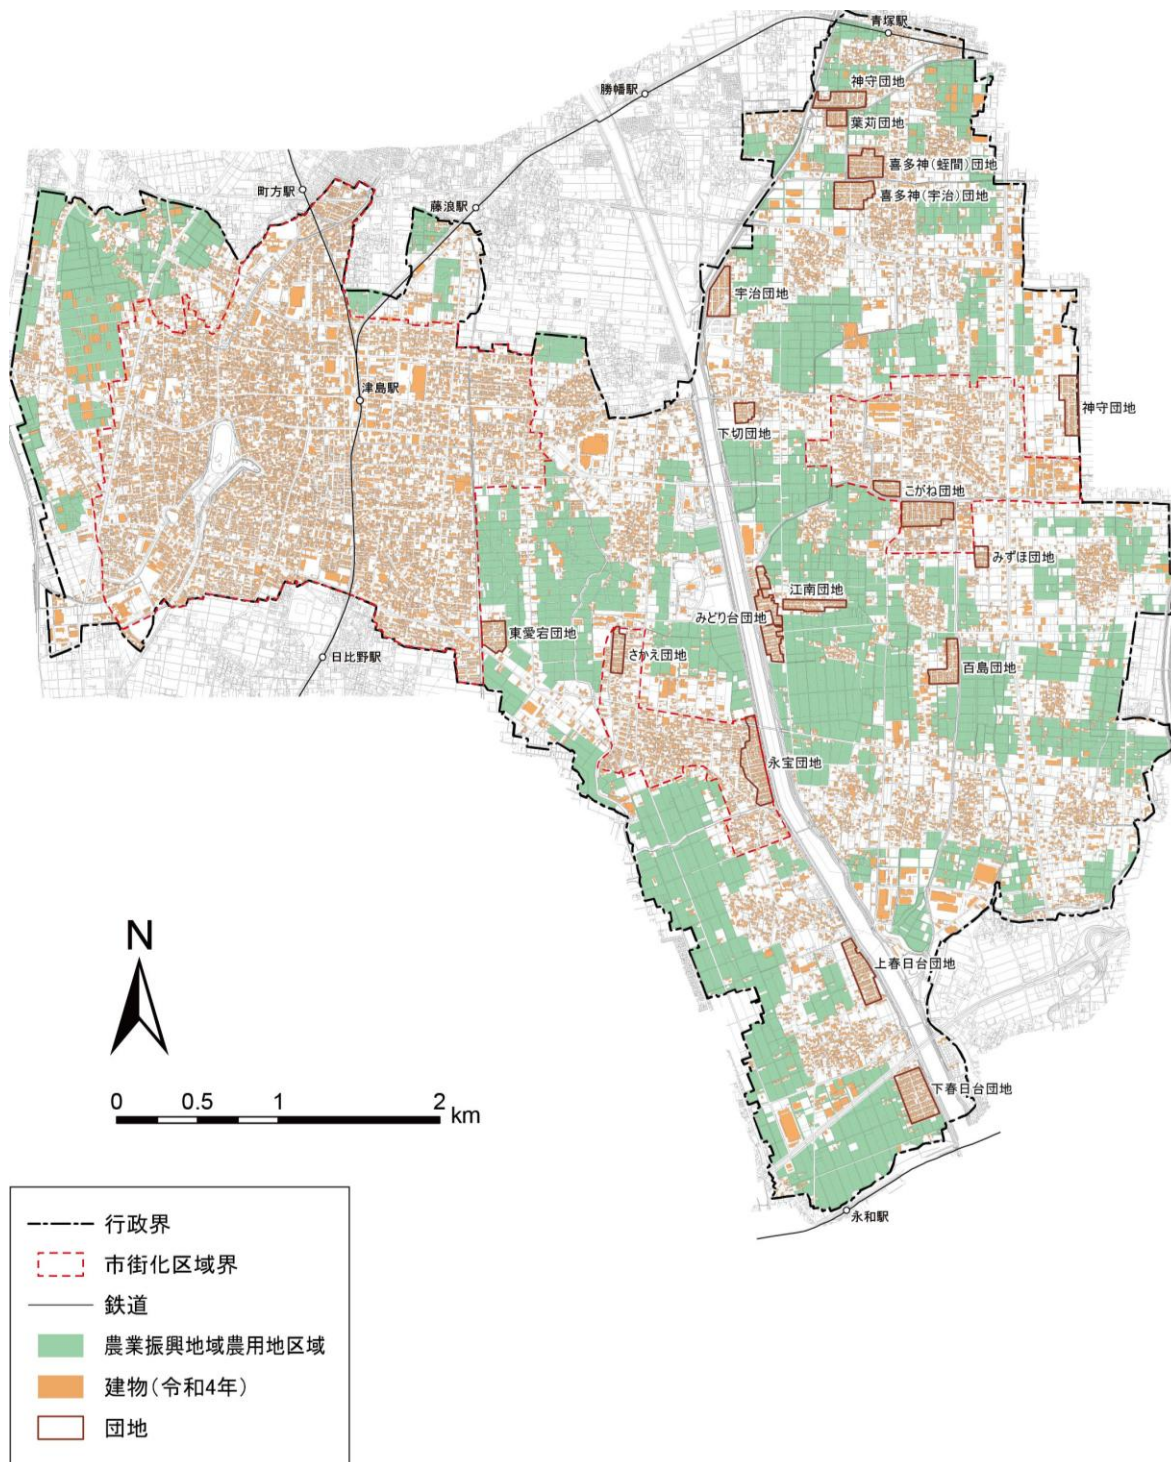 青塚駅
神守団地
勝幡駅
葉苅団地
喜多神(蛭間)団地
町方駅
喜多神(宇治)団地
藤浪駅
宇治団地
津島駅
神守団地
下切団地
こがね団地
みずほ団地
江南団地
みどり台団地
東愛宕団地
さかえ団地
日比野駅
百島団地
永宝団地
N
上春日台団地
下春日台団地
0 0.5 1 2 km
永和駅
行政界
市街化区域界
鉄道
農業振興地域農用地区域
建物(令和4年)
団地